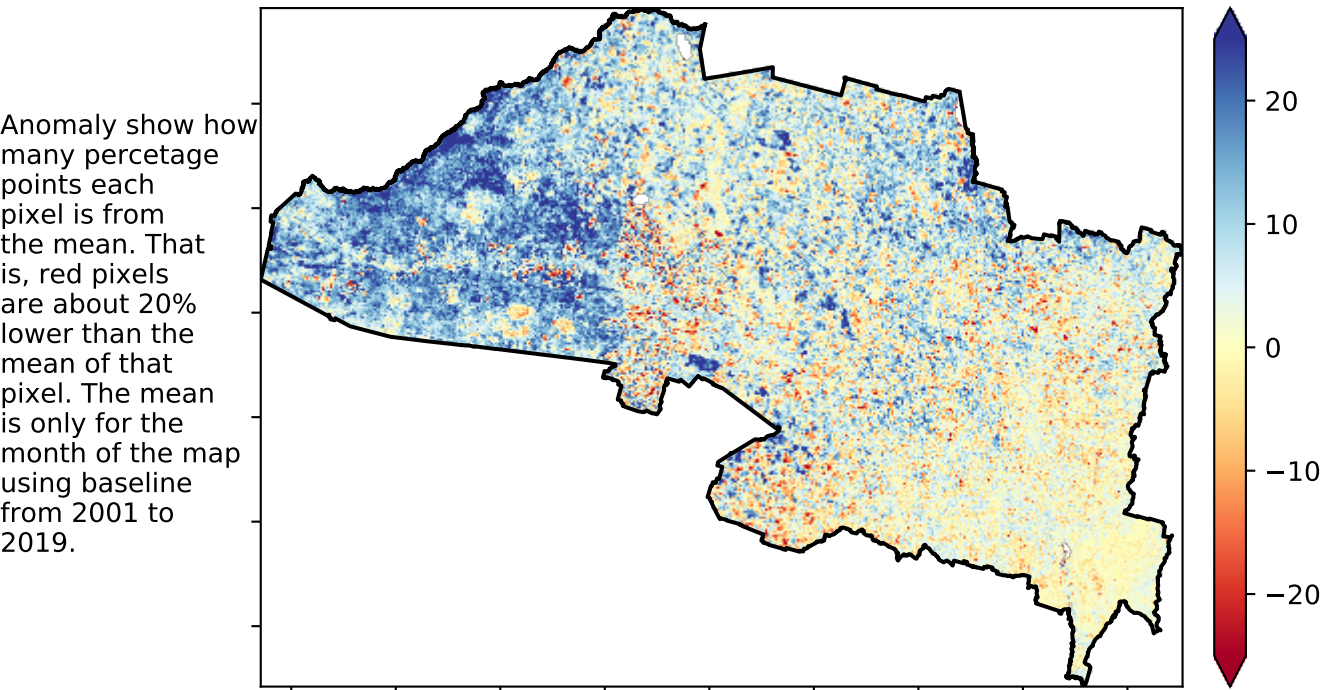 Anomaly show how
many percetage
points each
pixel is from
the mean. That
is, red pixels
are about 20%
lower than the
mean of that
pixel. The mean
is only for the
month of the map
using baseline
from 2001 to
2019.
20
10
0
−10
−20